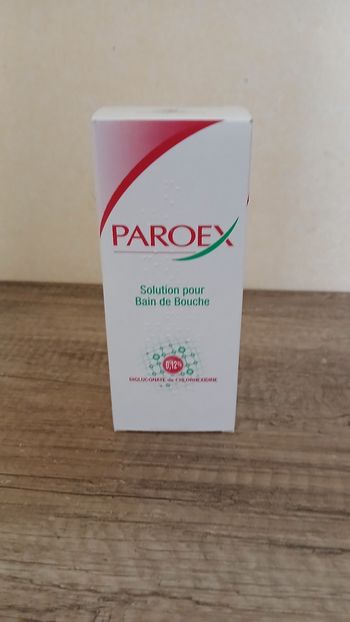 PAROEX
Solution pour
Bain de Bouche
0,12%
DIGLUCONATE de CHLORHEXIDINE